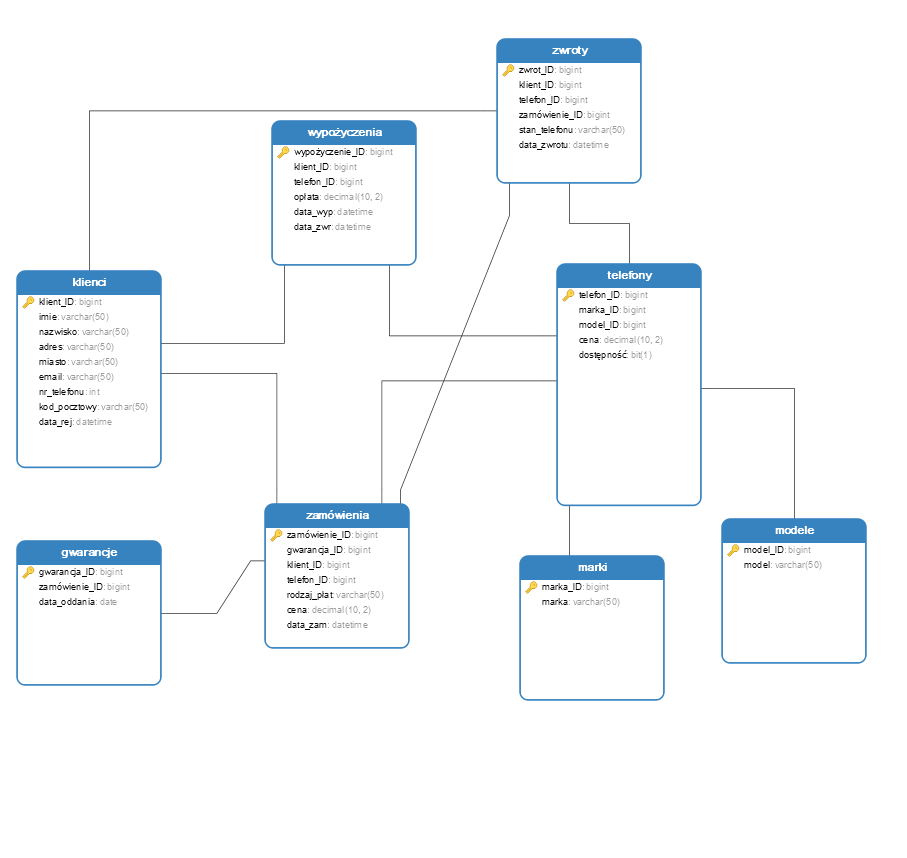 zwroty
zwrot_ID: bigint
klient_ID: bigint
telefon_ID: bigint
zamówienie_ID: bigint
stan_telefonu: varchar(50)
data_zwrotu: datetime
wypożyczenia
wypożyczenie_ID: bigint
klient_ID: bigint
telefon_ID: bigint
opłata: decimal(10, 2)
data_wyp: datetime
data_zwr: datetime
klienci
klient_ID: bigint
imie: varchar(50)
nazwisko: varchar(50)
adres: varchar(50)
miasto: varchar(50)
email: varchar(50)
nr_telefonu: int
kod_pocztowy: varchar(50)
data_rej: datetime
telefony
telefon_ID: bigint
marka_ID: bigint
model_ID: bigint
cena: decimal(10, 2)
dostępność: bit(1)
zamówienia
zamówienie_ID: bigint
gwarancja_ID: bigint
klient_ID: bigint
telefon_ID: bigint
rodzaj_płat: varchar(50)
cena: decimal(10, 2)
data_zam: datetime
gwarancje
gwarancja_ID: bigint
zamówienie_ID: bigint
data_oddania: date
marki
marka_ID: bigint
marka: varchar(50)
modele
model_ID: bigint
model: varchar(50)